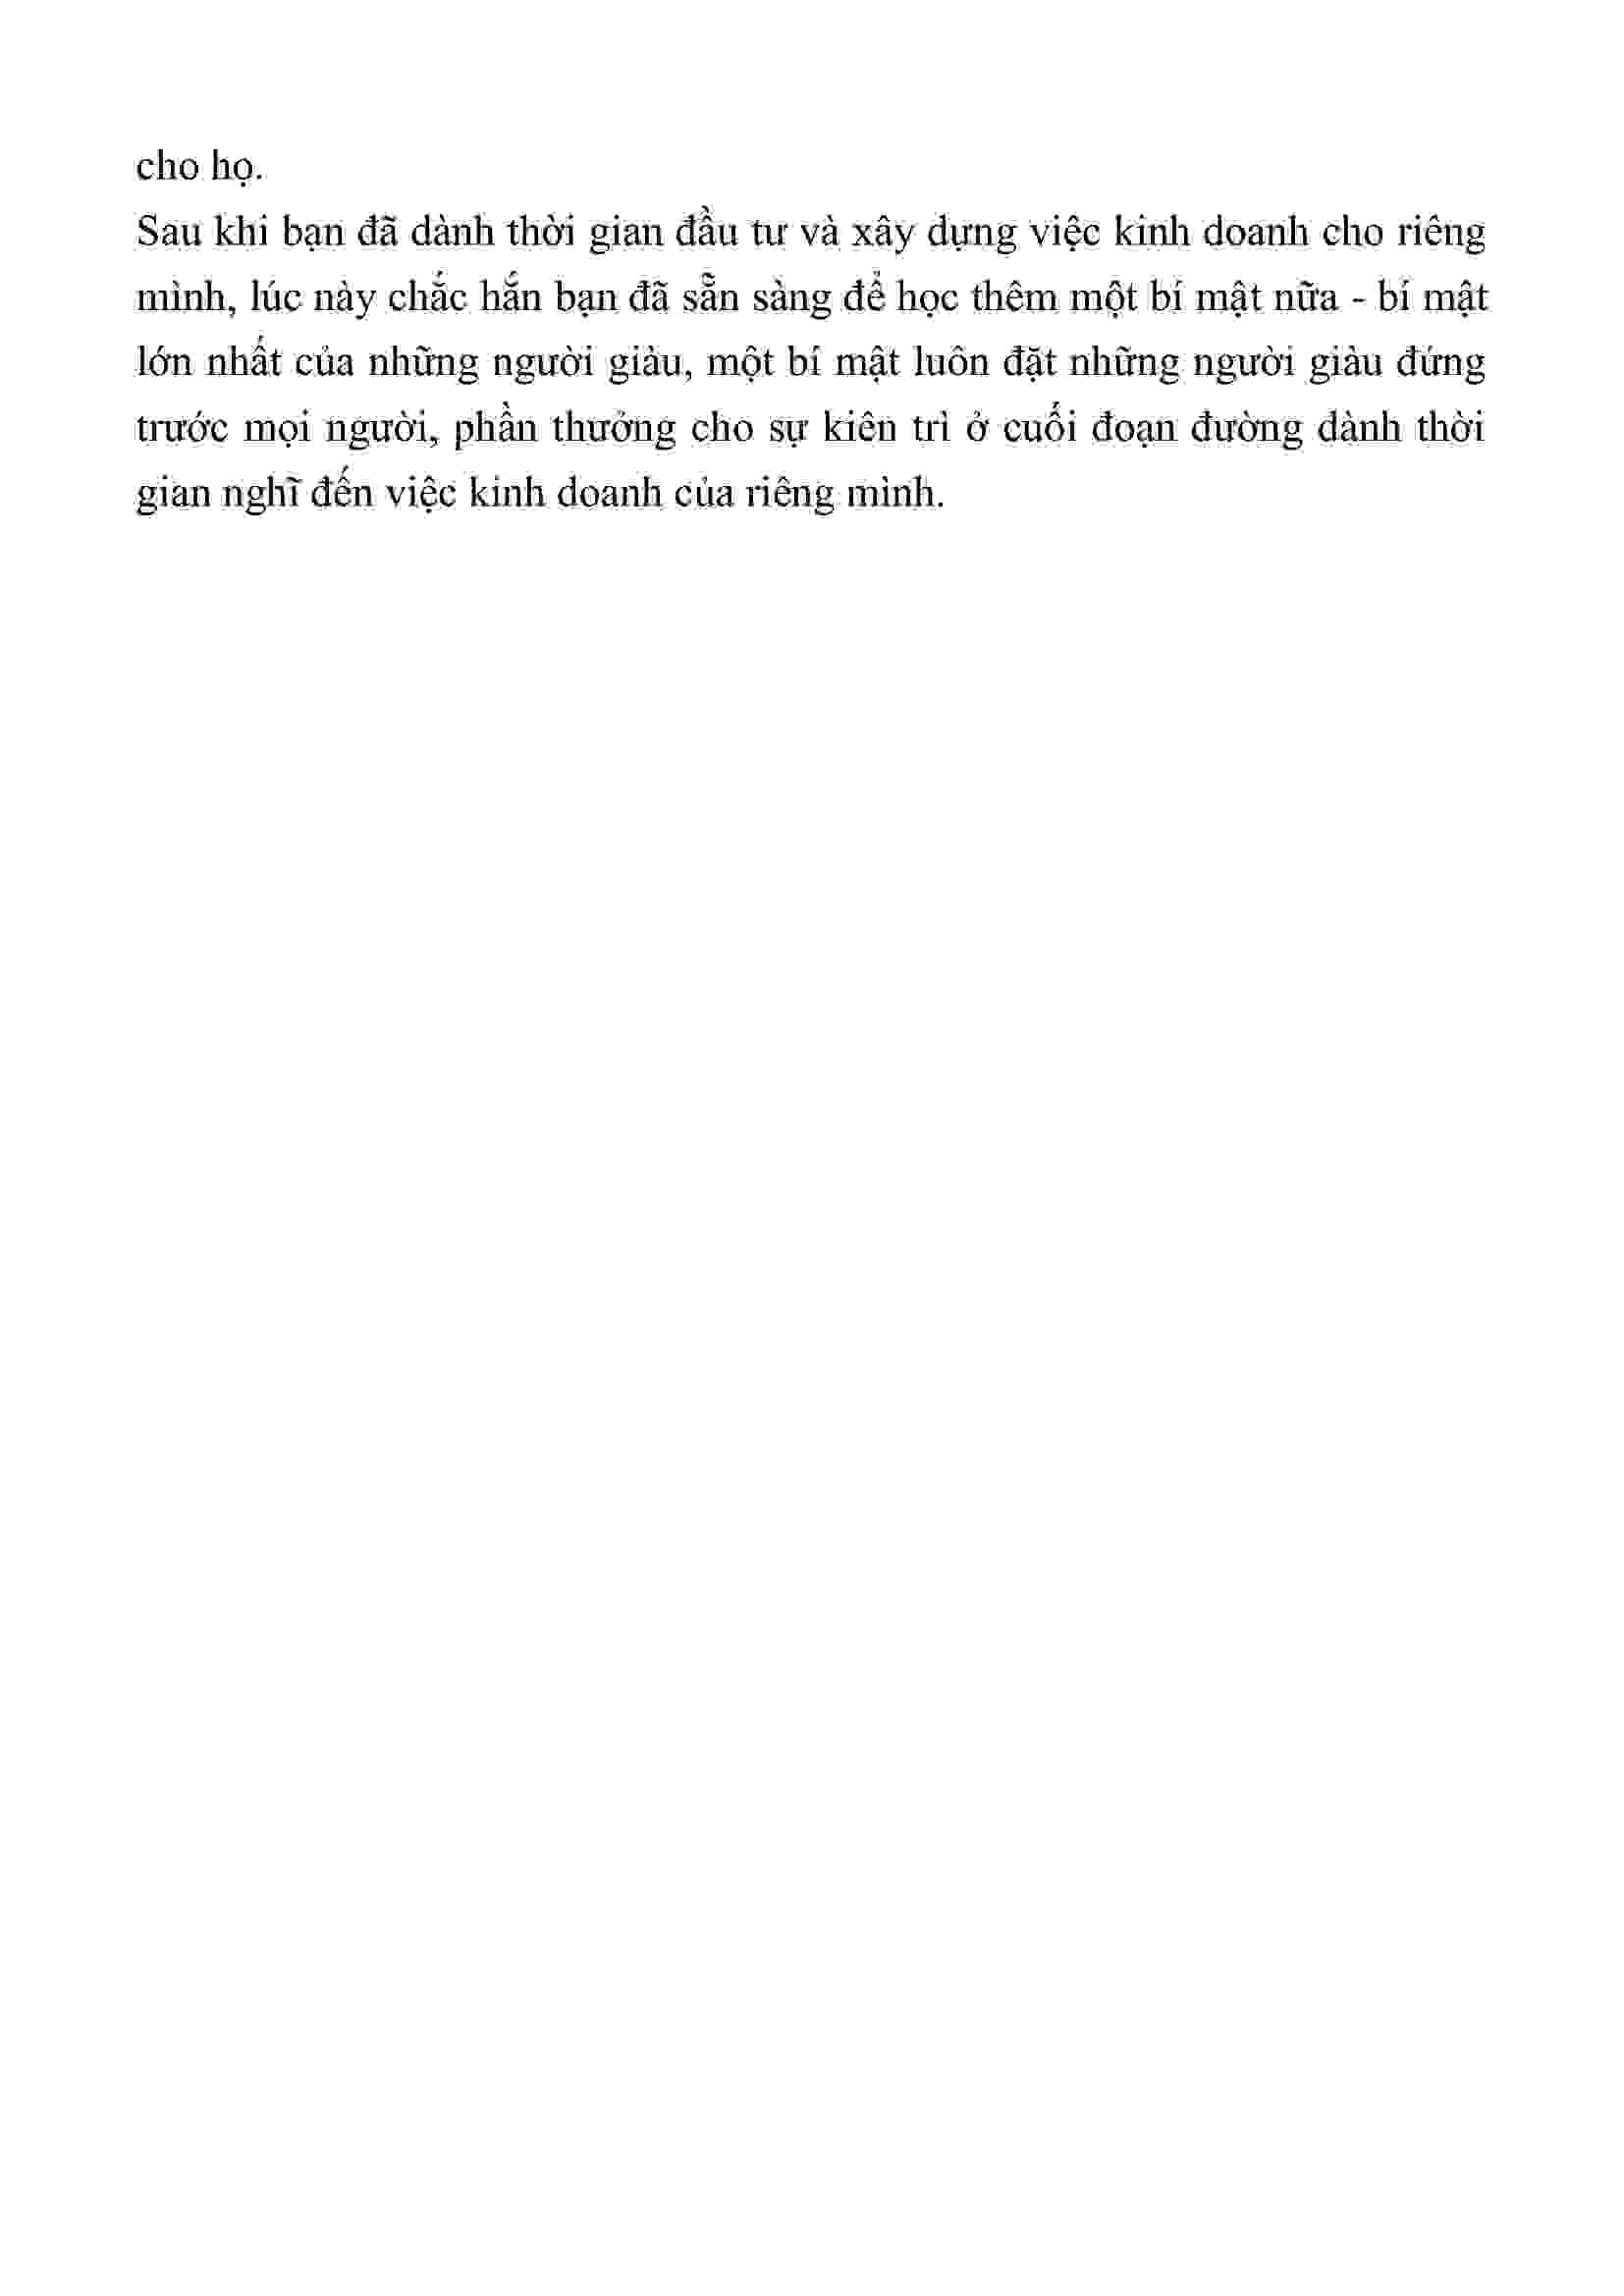 cho họ.
Sau khi bạn đã dành thời gian đầu tư và xây dựng việc kinh doanh cho riêng
mình, lúc này chắc hắn bạn đã sẵn sàng để học thêm một bí mật nữa - bí mật
lớn nhất của những người giàu, một bí mật luôn đặt những người giàu đứng
trước mọi người, phần thưởng cho sự kiên trì ở cuối đoạn đường dành thời
gian nghĩ đến việc kinh doanh của riêng mình.